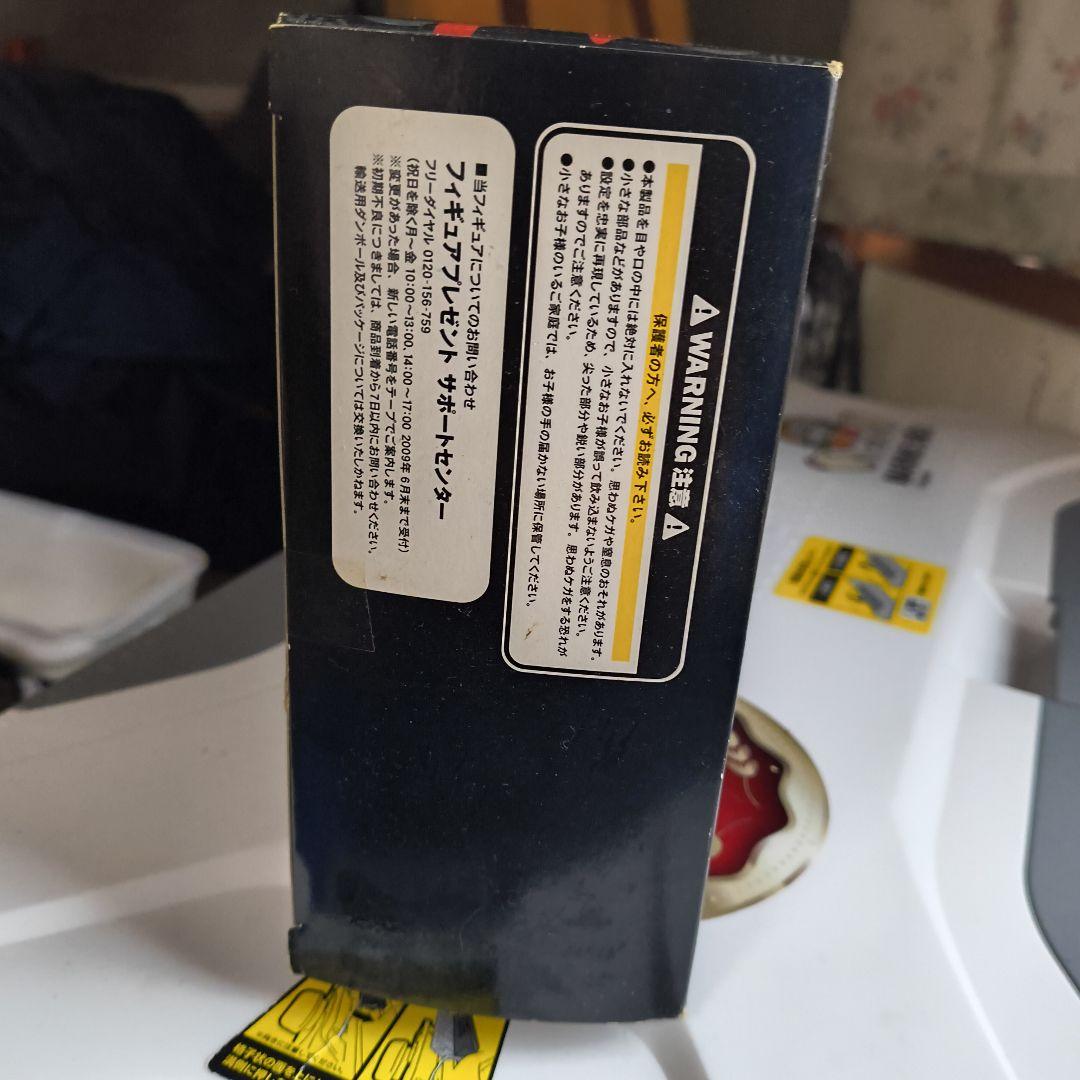 ⚠ WARNING 注意 ⚠
保護者の方へ、必ずお読み下さい。
●本製品を目や口の中には絶対に入れないでください。思わぬケガや窒息のおそれがあります。
●小さな部品などがありますので、小さなお子様が誤って飲み込まないようご注意ください。
●設定を忠実に再現しているため、尖った部分や鋭い部分があります。思わぬケガをする恐れが
ありますのでご注意ください。
●小さなお子様のいるご家庭では、お子様の手の届かない場所に保管してください。
■当フィギュアについてのお問い合わせ
フィギュアプレゼント サポートセンター
フリーダイヤル 0120-156-759
(祝日を除く月〜金 10:00〜13:00, 14:00〜17:00 2009年6月末まで受付)
※変更があった場合、新しい電話番号をテープでご案内します。
※初期不良につきましては、商品到着から7日以内にお問い合わせください。
輸送用ダンボール及びパッケージについては交換いたしかねます。